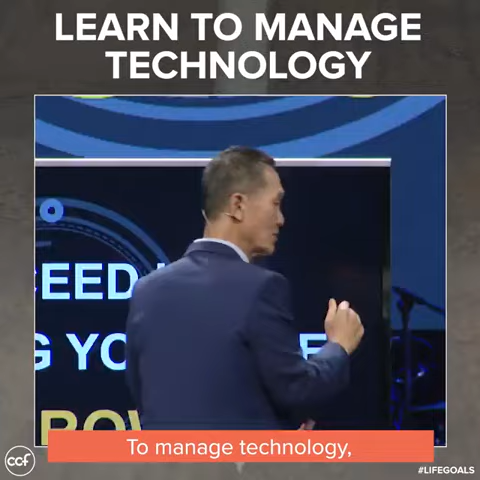 LEARN TO MANAGE
TECHNOLOGY
EED
G YO
ROW
To manage technology,
ccf
#LIFEGOALS